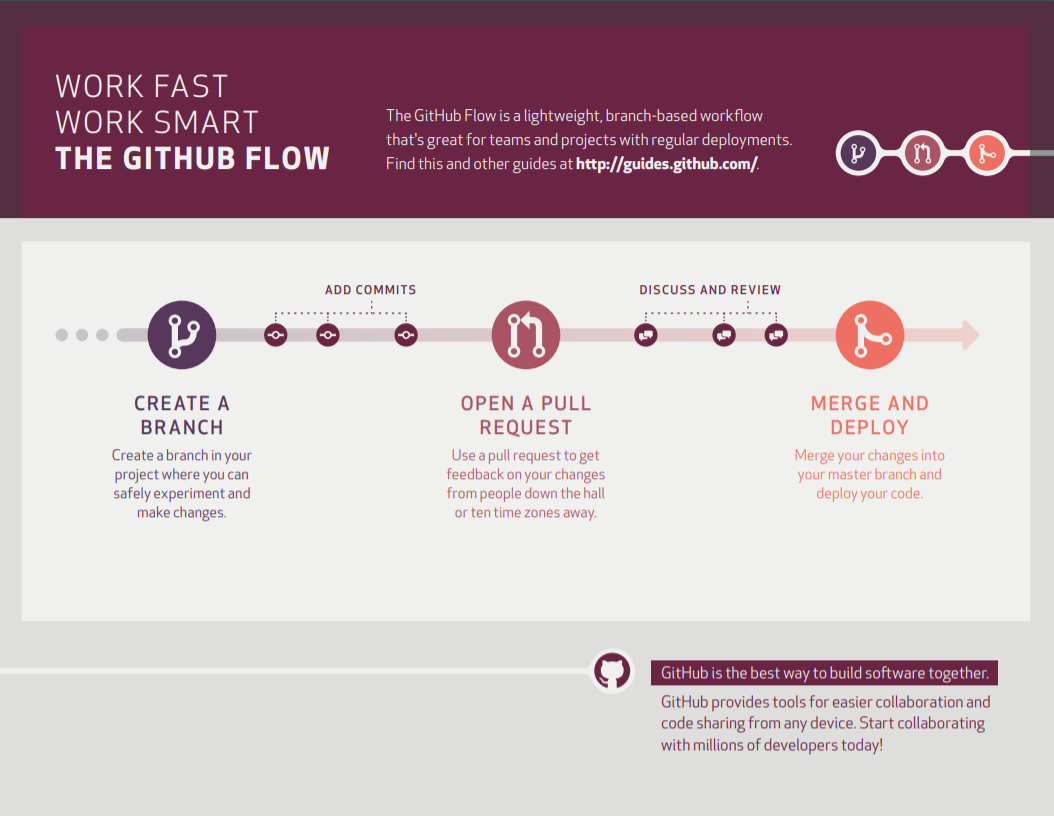 WORK FAST
WORK SMART
THE GITHUB FLOW
The GitHub Flow is a lightweight, branch-based workflow
that's great for teams and projects with regular deployments.
Find this and other guides at http://guides.github.com/.
ADD COMMITS
DISCUSS AND REVIEW
CREATE A
BRANCH
Create a branch in your
project where you can
safely experiment and
make changes.
OPEN A PULL
REQUEST
Use a pull request to get
feedback on your changes
from people down the hall
or ten time zones away.
MERGE AND
DEPLOY
Merge your changes into
your master branch and
deploy your code.
GitHub is the best way to build software together.
GitHub provides tools for easier collaboration and
code sharing from any device. Start collaborating
with millions of developers today!